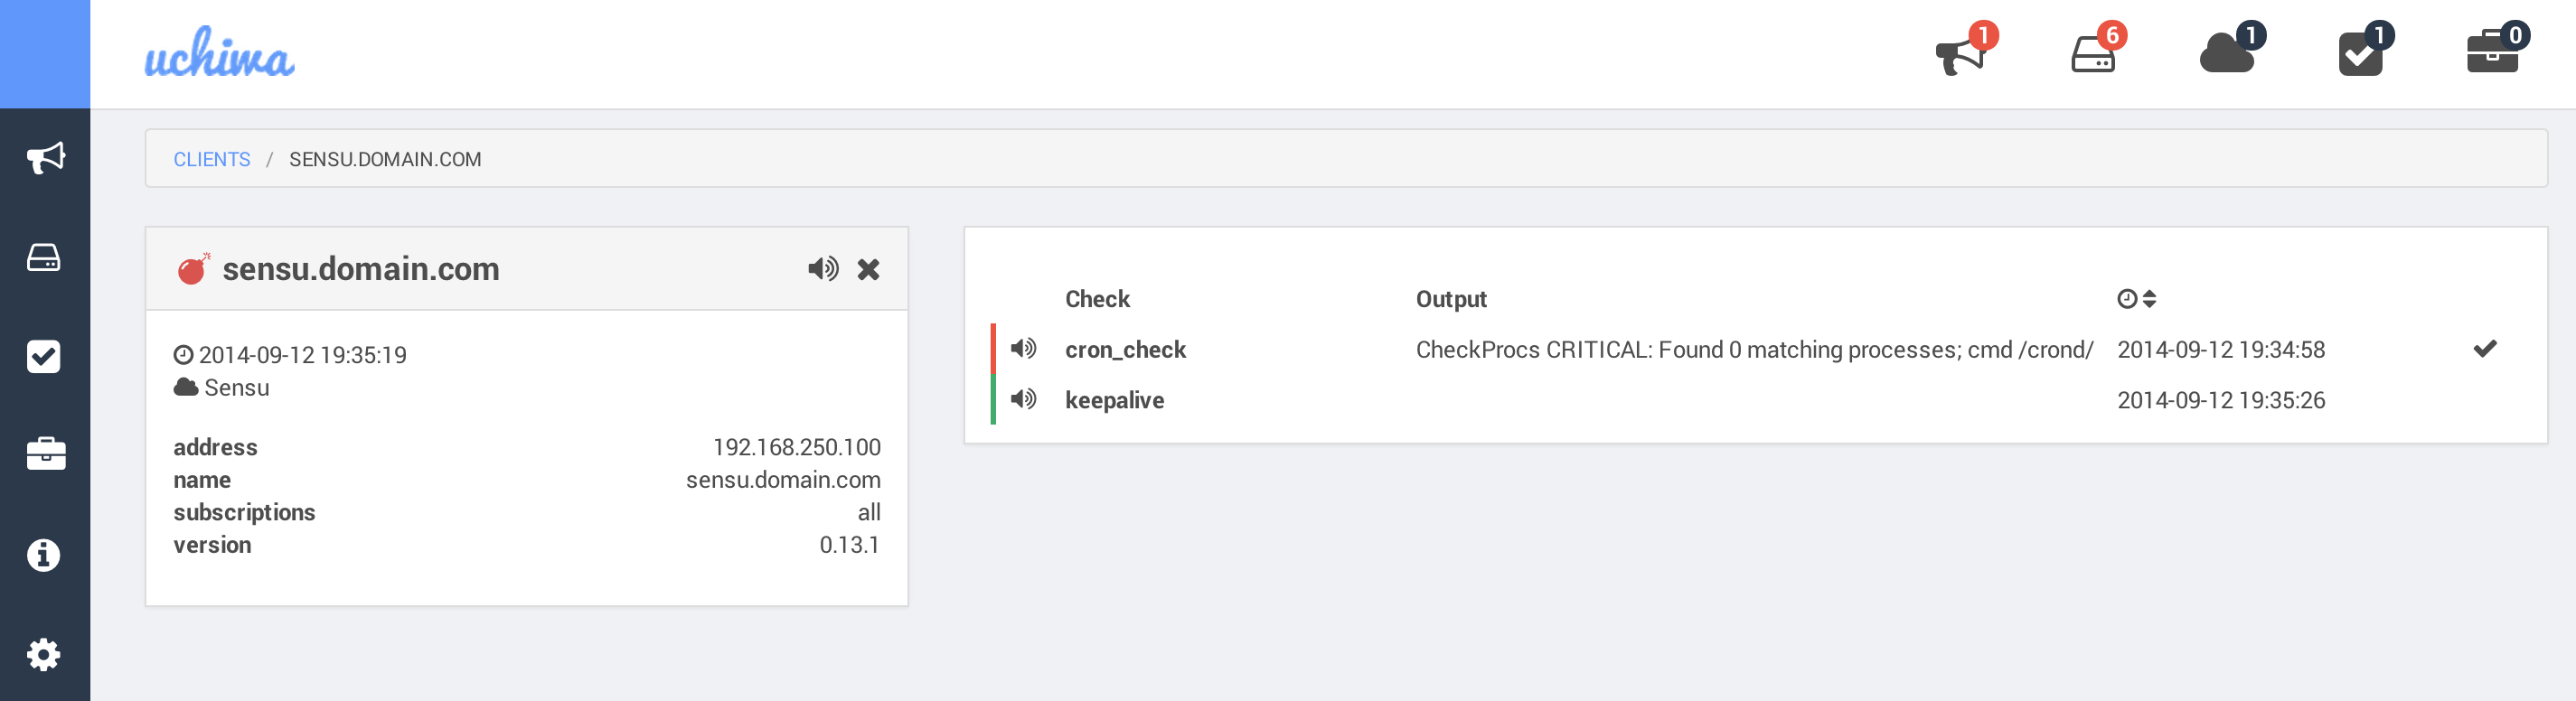 uchiwa
1
6
1
1
0
CLIENTS / SENSU.DOMAIN.COM
sensu.domain.com
2014-09-12 19:35:19
Sensu
address 192.168.250.100
name sensu.domain.com
subscriptions all
version 0.13.1
Check Output
cron_check CheckProcs CRITICAL: Found 0 matching processes; cmd /crond/ 2014-09-12 19:34:58
keepalive 2014-09-12 19:35:26